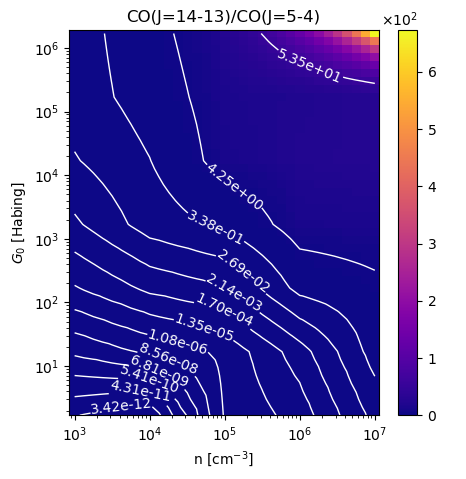 CO(J=14-13)/CO(J=5-4)
×10²
10⁶
10⁵
10⁴
10³
10²
10¹
G₀ [Habing]
5.35e+01
4.25e+00
3.38e-01
2.69e-02
2.14e-03
1.70e-04
1.35e-05
1.08e-06
8.56e-08
6.81e-09
5.41e-10
4.31e-11
3.42e-12
6
5
4
3
2
1
0
10³ 10⁴ 10⁵ 10⁶ 10⁷
n [cm⁻³]